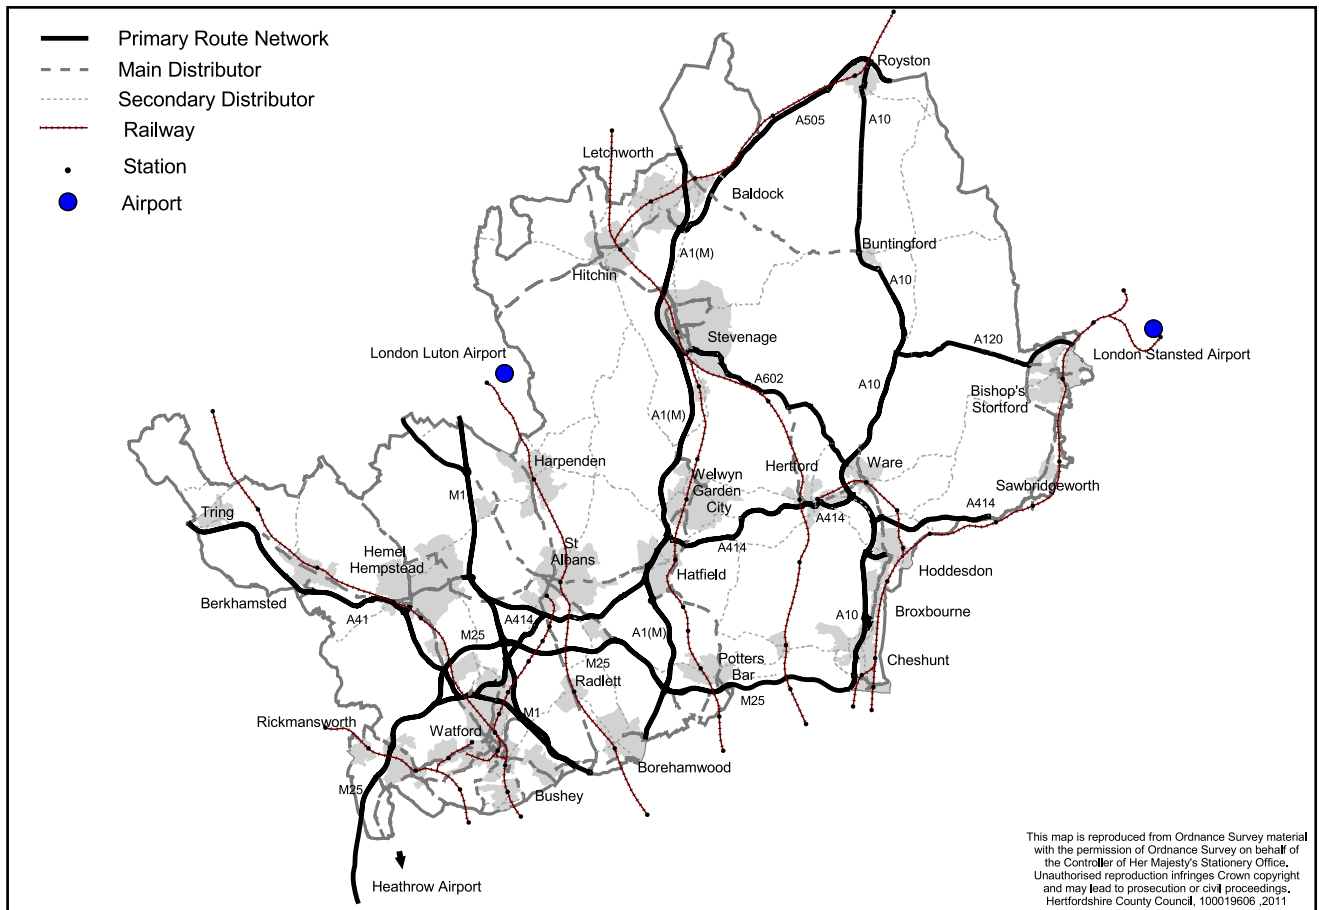 Primary Route Network
Main Distributor
Secondary Distributor
Railway
Station
Airport
Royston
A505
A10
Letchworth
Baldock
Buntingford
A1(M)
Hitchin
A10
Stevenage
A120
London Luton Airport
London Stansted Airport
A602
A10
Bishop's
Stortford
A1(M)
Harpenden
Hertford
Ware
Welwyn
Garden
City
Sawbridgeworth
M1
A414
Tring
A414
A414
St
Albans
Hemel
Hempstead
Hatfield
Hoddesdon
Berkhamsted
A41
A414
A10
Broxbourne
M25
A1(M)
M25
Potters
Bar
Cheshunt
Radlett
M25
Rickmansworth
M1
Watford
Borehamwood
M25
Bushey
Heathrow Airport
This map is reproduced from Ordnance Survey material
with the permission of Ordnance Survey on behalf of
the Controller of Her Majesty's Stationery Office.
Unauthorised reproduction infringes Crown copyright
and may lead to prosecution or civil proceedings.
Hertfordshire County Council, 100019606 ,2011